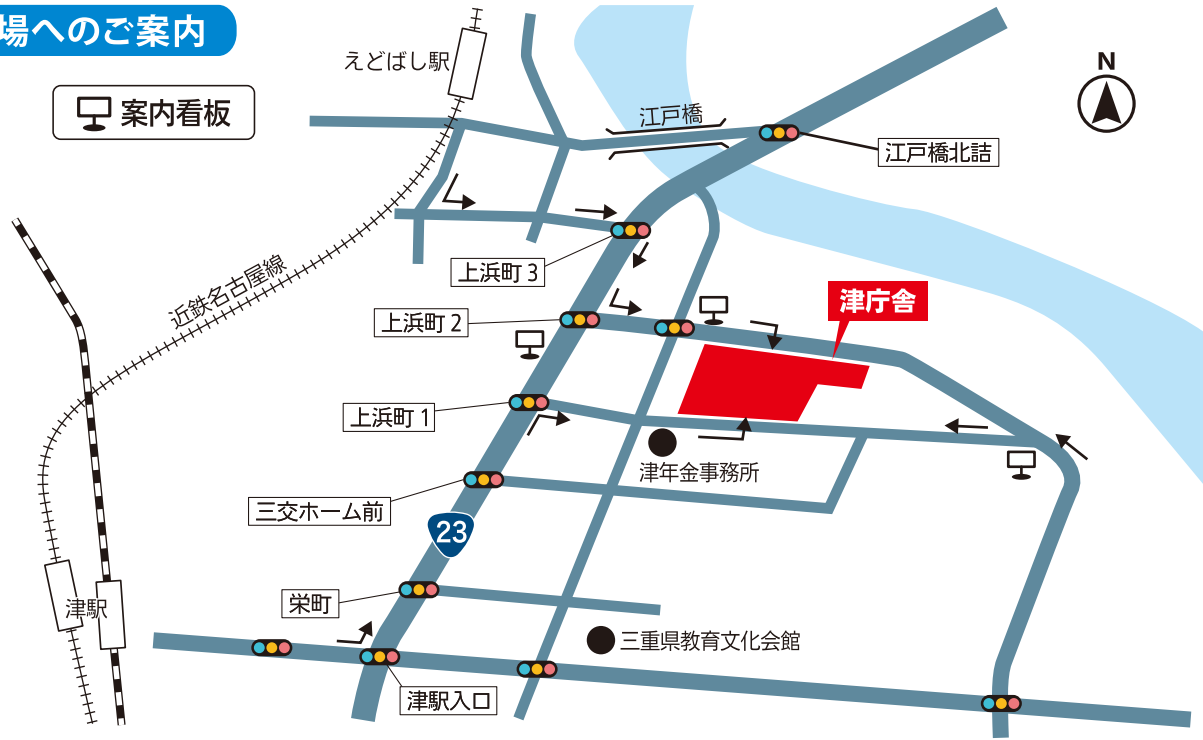 場へのご案内
えどばし駅
案内看板
N
江戸橋
江戸橋北詰
上浜町3
近鉄名古屋線
津庁舎
上浜町2
上浜町1
津年金事務所
三交ホーム前
23
栄町
津駅
三重県教育文化会館
津駅入口